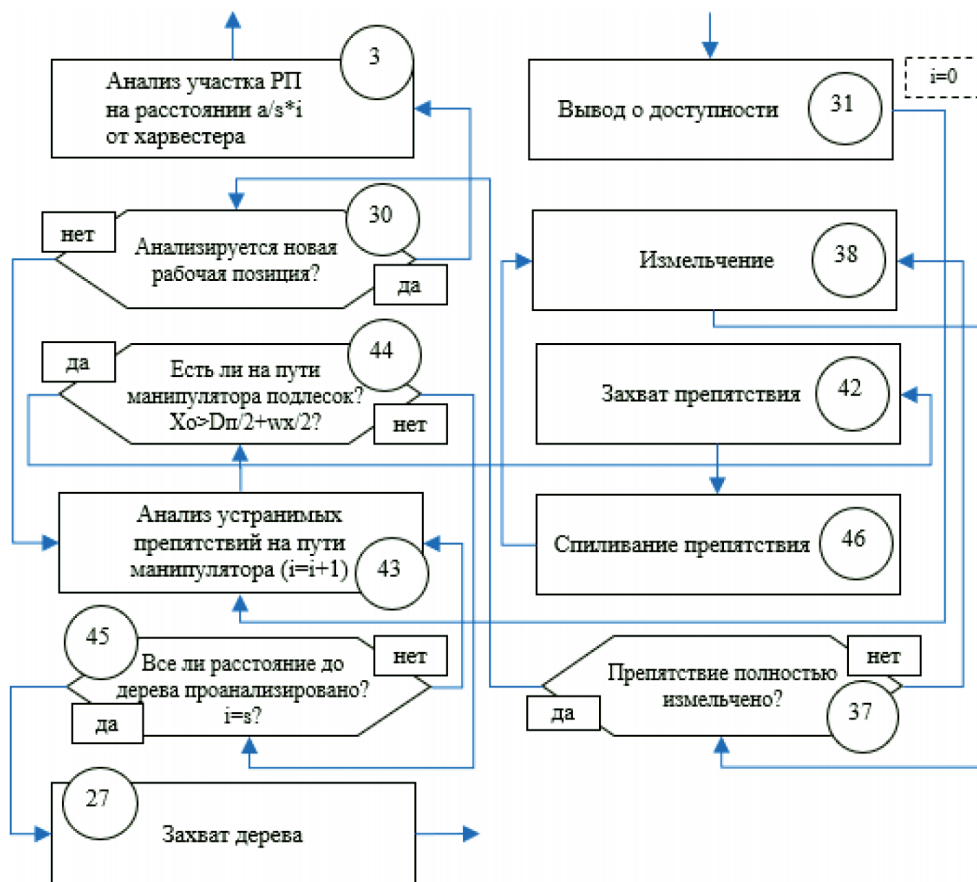 3
Анализ участка РП
на расстоянии a/s*i
от харвестера
30
нет
Анализируется новая
рабочая позиция?
да
44
да
Есть ли на пути
манипулятора подлесок?
Хо>Dп/2+wx/2?
нет
Анализ устранимых
препятствий на пути
манипулятора (i=i+1)
43
45
Все ли расстояние до
дерева проанализировано?
i=s?
нет
да
27
Захват дерева
i=0
Вывод о доступности
31
Измельчение
38
Захват препятствия
42
Спиливание препятствия
46
нет
Препятствие полностью
измельчено?
да
37